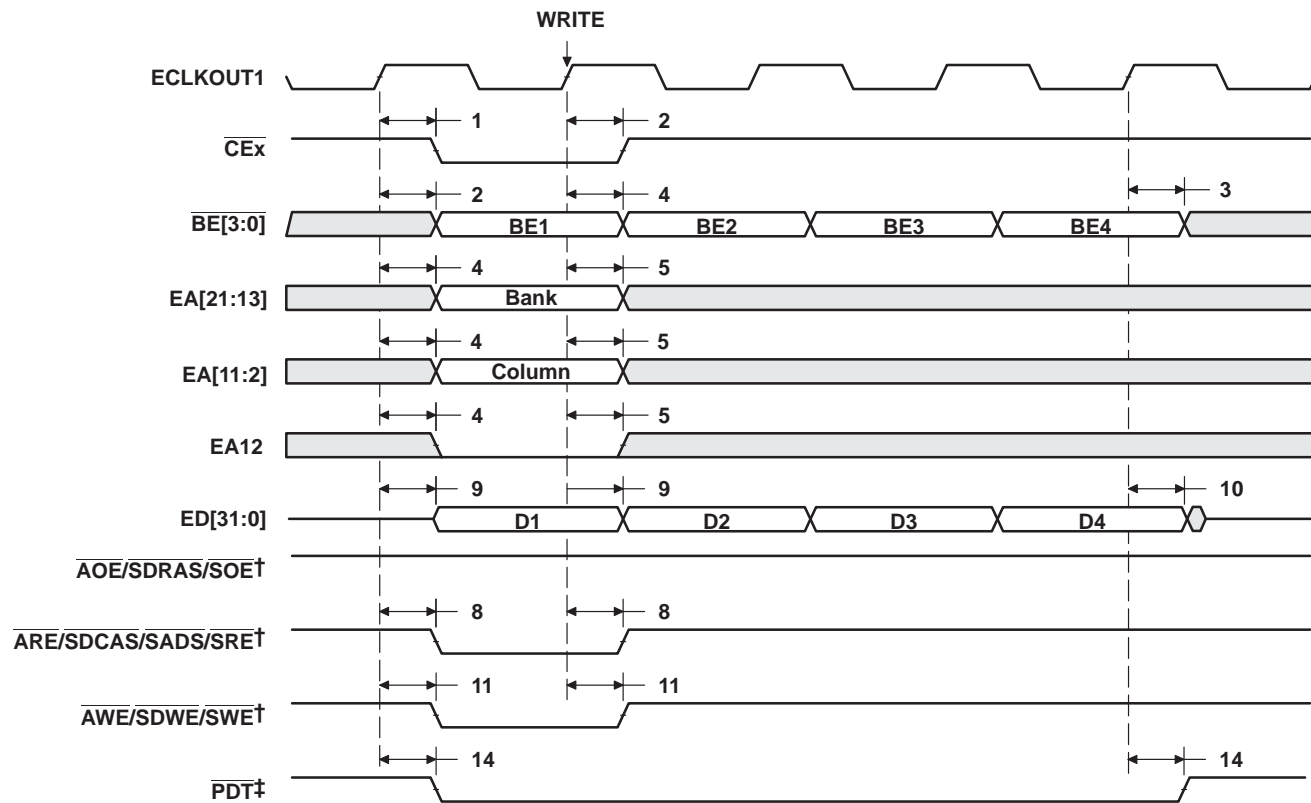 WRITE
ECLKOUT1
1 2
CEx
2 4 3
BE[3:0] BE1 BE2 BE3 BE4
4 5
EA[21:13] Bank
4 5
EA[11:2] Column
4 5
EA12
9 9 10
ED[31:0] D1 D2 D3 D4
AOE/SDRAS/SOE†
8 8
ARE/SDCAS/SADS/SRE†
11 11
AWE/SDWE/SWE†
14 14
PDT‡